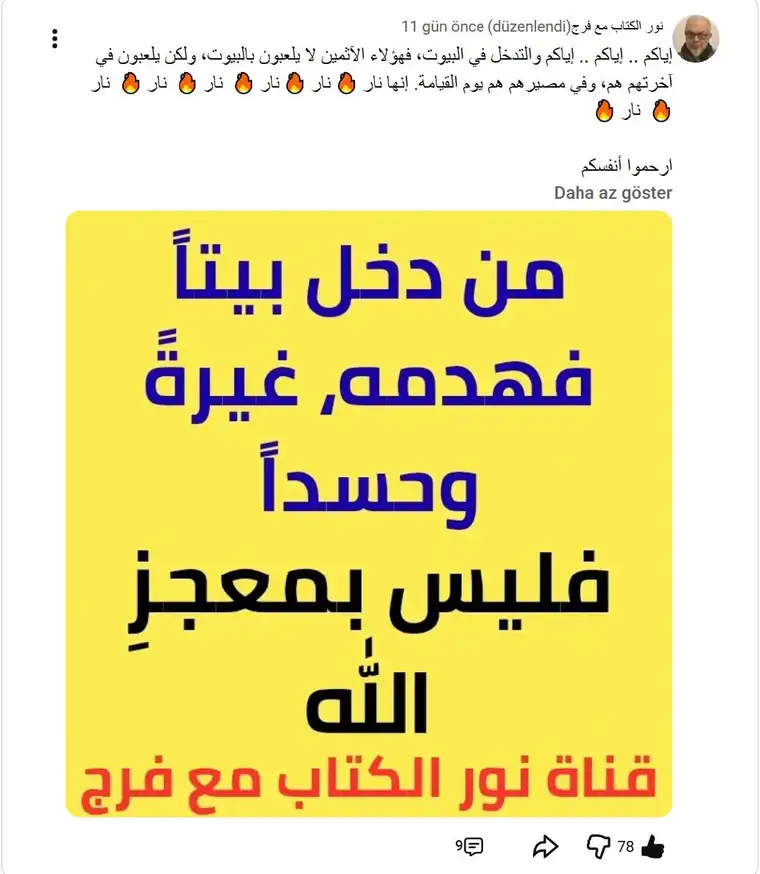 نور الكتاب مع فرج 11 gün önce (düzenlendi)
إياكم .. إياكم .. إياكم والتدخل في البيوت، فهؤلاء الآثمين لا يلعبون بالبيوت، ولكن يلعبون في
آخرتهم هم، وفي مصيرهم هم يوم القيامة. إنها نار 🔥 نار 🔥 نار 🔥 نار 🔥 نار 🔥 نار
🔥 نار 🔥
ارحموا أنفسكم
Daha az göster
من دخل بيتاً
فهدمه, غيرةً
وحسداً
فليس بمعجزِ
الله
قناة نور الكتاب مع فرج
78
9